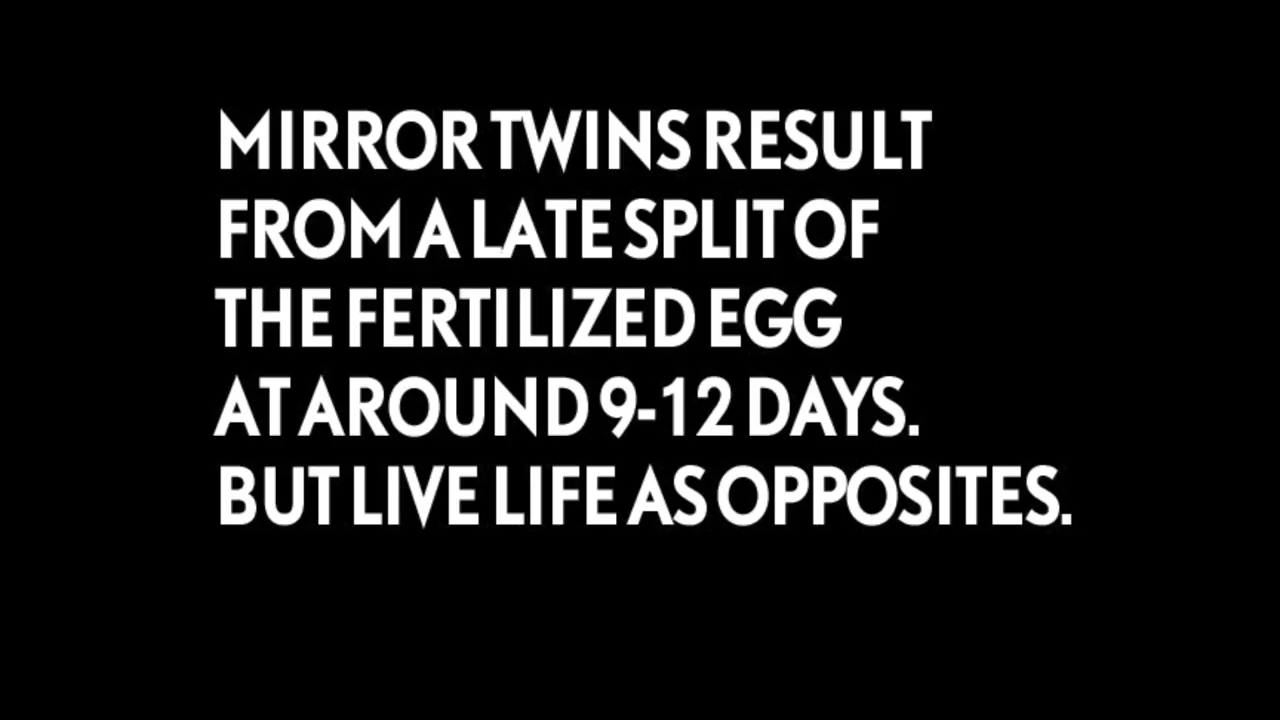 MIRROR TWINS RESULT
FROM A LATE SPLIT OF
THE FERTILIZED EGG
AT AROUND 9-12 DAYS.
BUT LIVE LIFE AS OPPOSITES.